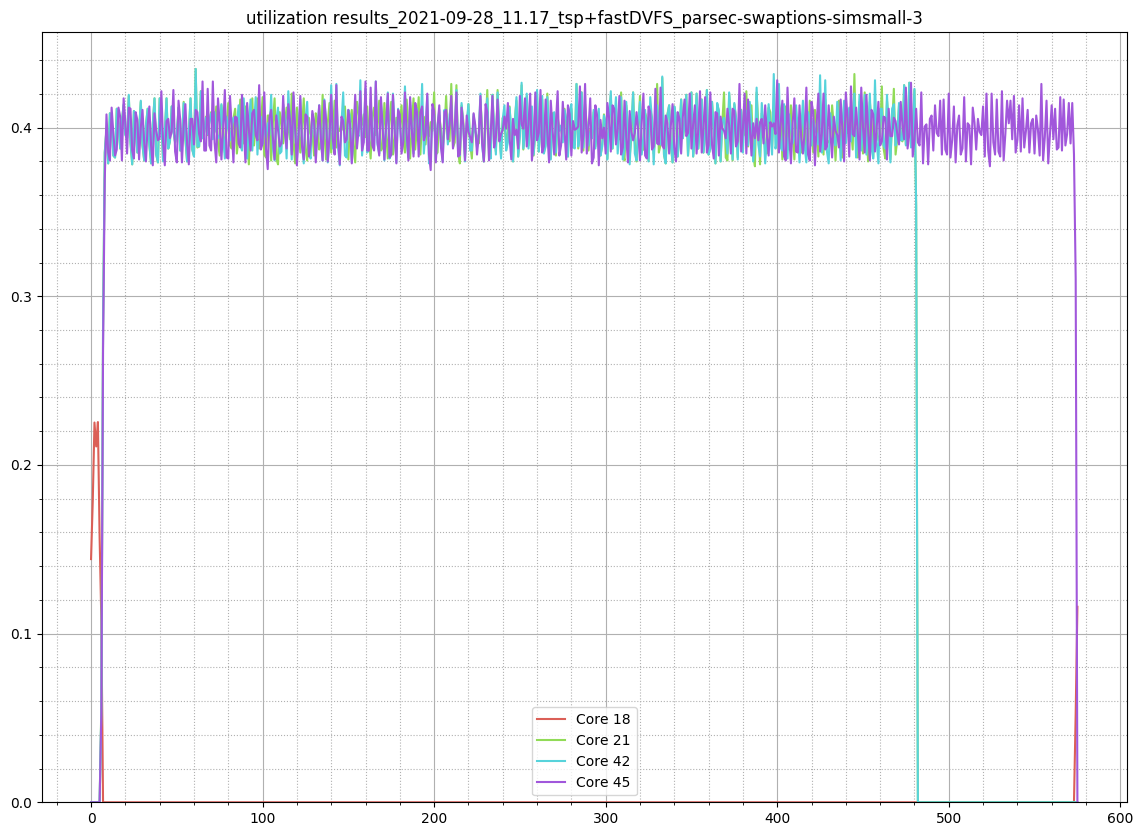 utilization results_2021-09-28_11.17_tsp+fastDVFS_parsec-swaptions-simsmall-3
0.4
0.3
0.2
0.1
0.0
Core 18
Core 21
Core 42
Core 45
0 100 200 300 400 500 600